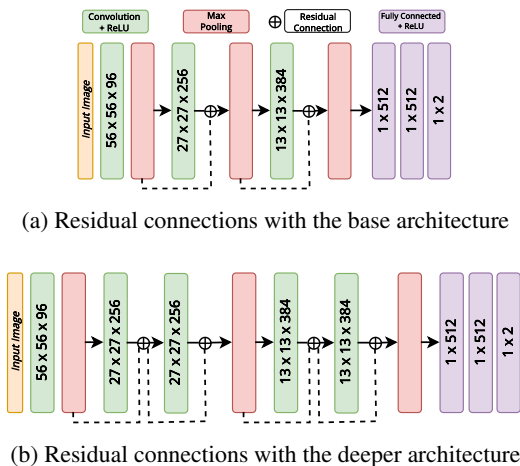 Convolution
+ ReLU
Max
Pooling
Residual
Connection
Fully Connected
+ ReLU
Input Image
56 x 56 x 96
27 x 27 x 256
13 x 13 x 384
1 x 512
1 x 512
1 x 2
(a) Residual connections with the base architecture
Input Image
56 x 56 x 96
27 x 27 x 256
27 x 27 x 256
13 x 13 x 384
13 x 13 x 384
1 x 512
1 x 512
1 x 2
(b) Residual connections with the deeper architecture